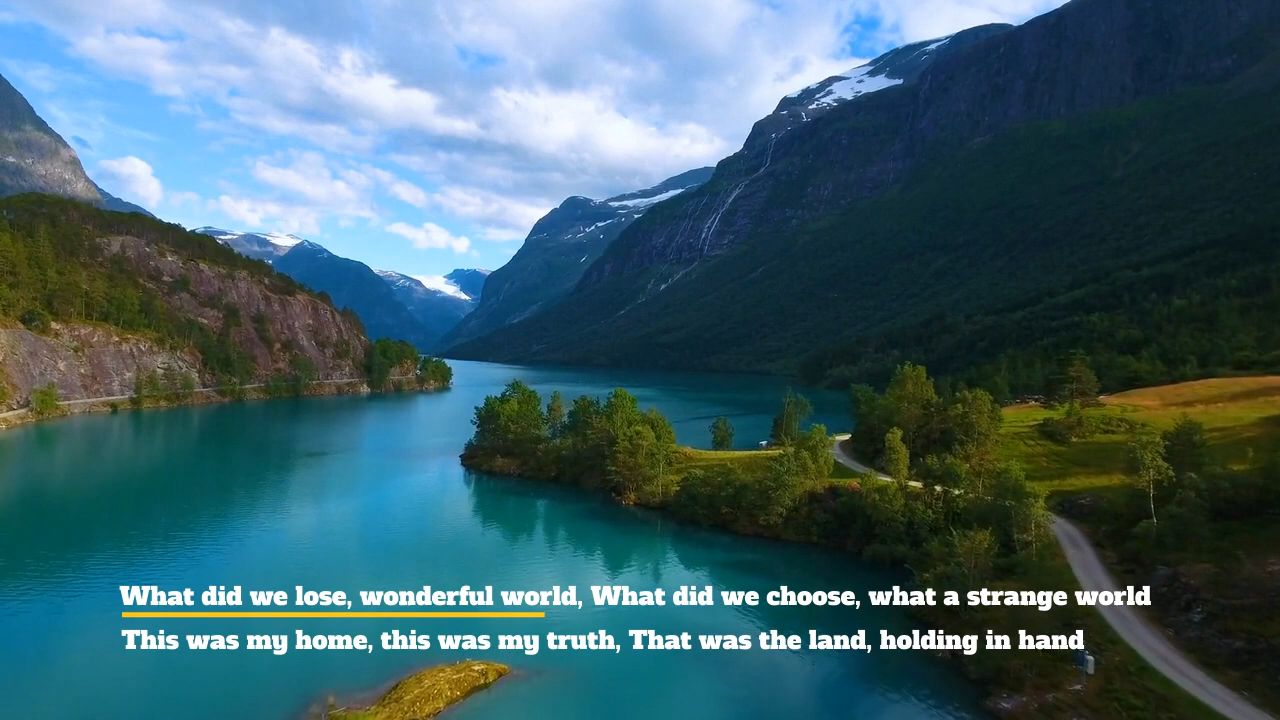 What did we lose, wonderful world, What did we choose, what a strange world
This was my home, this was my truth, That was the land, holding in hand